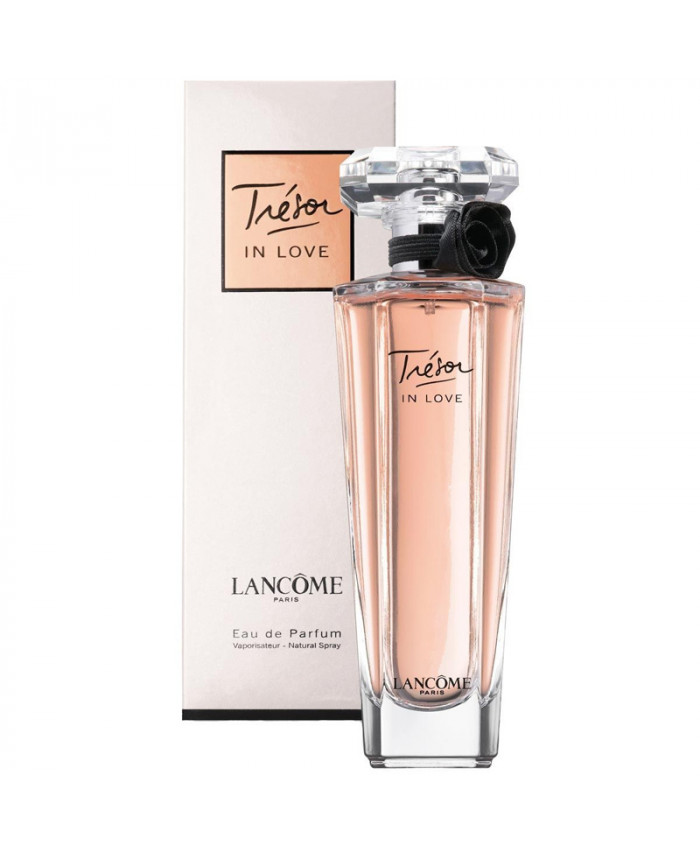 Trésor
IN LOVE
LANCÔME
PARIS
Eau de Parfum
Vaporisateur - Natural Spray
Trésor
IN LOVE
LANCÔME
PARIS